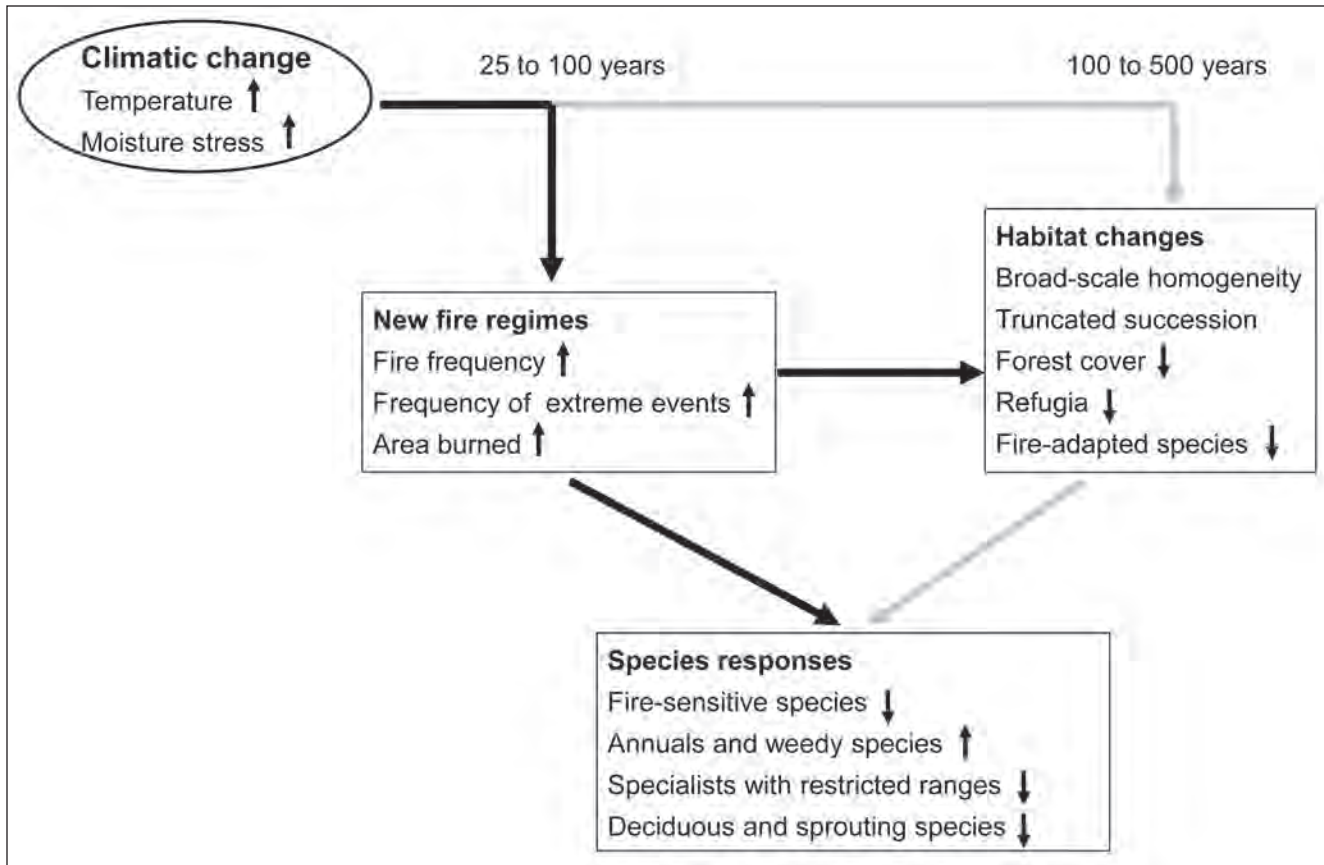 Climatic change
Temperature ↑
Moisture stress ↑
25 to 100 years
100 to 500 years
New fire regimes
Fire frequency ↑
Frequency of extreme events ↑
Area burned ↑
Habitat changes
Broad-scale homogeneity
Truncated succession
Forest cover ↓
Refugia ↓
Fire-adapted species ↓
Species responses
Fire-sensitive species ↓
Annuals and weedy species ↑
Specialists with restricted ranges ↓
Deciduous and sprouting species ↓